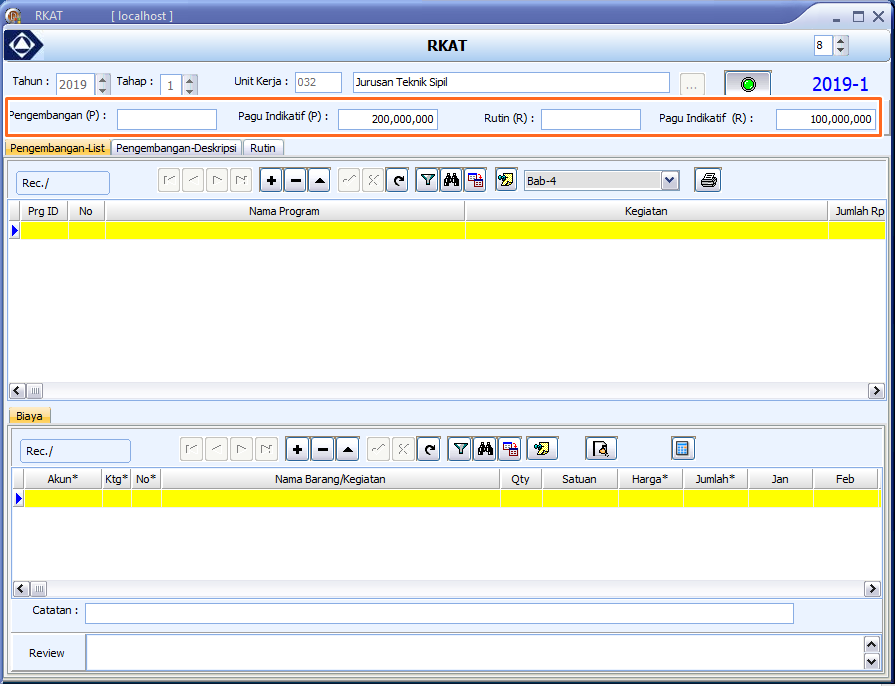 RKAT [ localhost ]
RKAT 8
Tahun : 2019 Tahap : 1 Unit Kerja : 032 Jurusan Teknik Sipil ... 2019-1
Pengembangan (P) : Pagu Indikatif (P) : 200,000,000 Rutin (R) : Pagu Indikatif (R) : 100,000,000
Pengembangan-List Pengembangan-Deskripsi Rutin
Rec./ Bab-4
Prg ID No Nama Program Kegiatan Jumlah Rp
Biaya
Rec./
Akun* Ktg* No* Nama Barang/Kegiatan Qty Satuan Harga* Jumlah* Jan Feb
Catatan :
Review